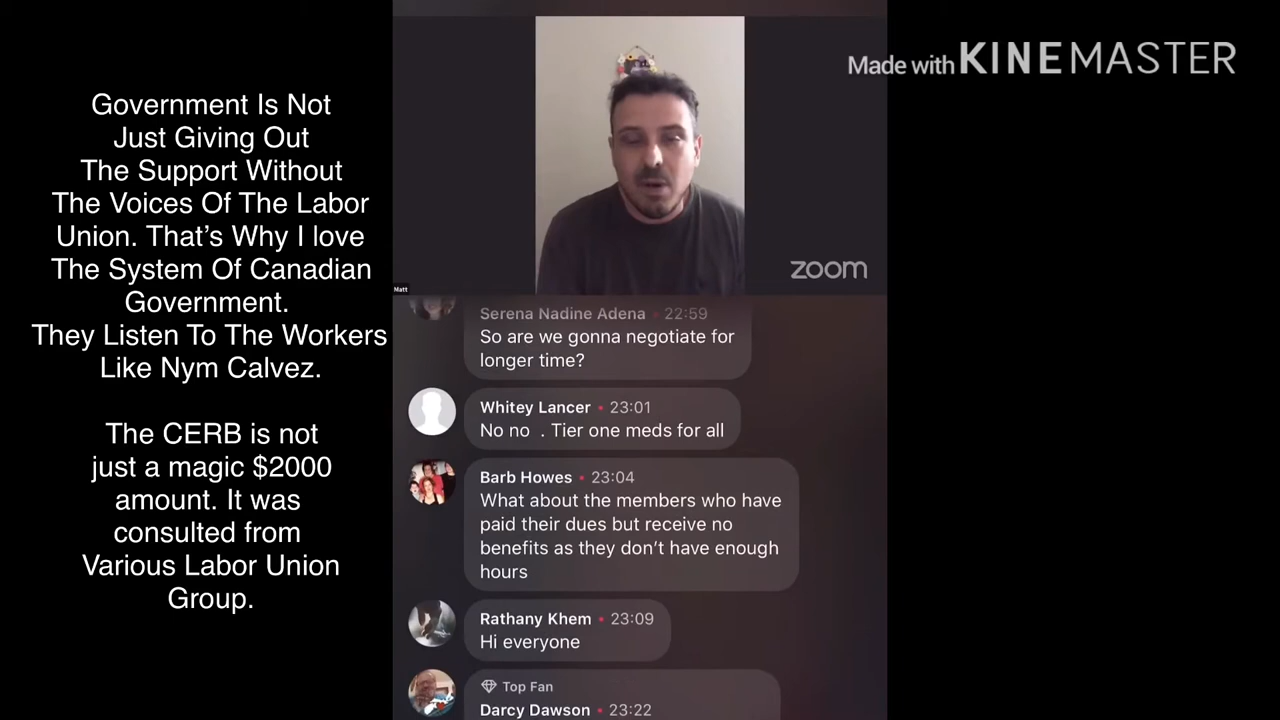 Government Is Not
Just Giving Out
The Support Without
The Voices Of The Labor
Union. That’s Why I love
The System Of Canadian
Government.
They Listen To The Workers
Like Nym Calvez.
The CERB is not
just a magic $2000
amount. It was
consulted from
Various Labor Union
Group.
Made with KINEMASTER
zoom
Matt
Serena Nadine Adena • 22:59
So are we gonna negotiate for
longer time?
Whitey Lancer • 23:01
No no . Tier one meds for all
Barb Howes • 23:04
What about the members who have
paid their dues but receive no
benefits as they don’t have enough
hours
Rathany Khem • 23:09
Hi everyone
Top Fan
Darcy Dawson • 23:22